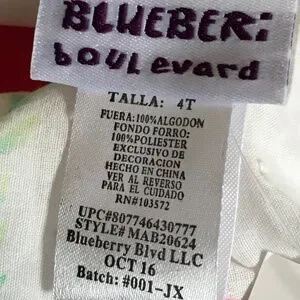 BLUEBER:
boulevard
TALLA: 4T
FUERA:100%ALGODON
FONDO FORRO:
100%POLIESTER
EXCLUSIVO DE
DECORACION
HECHO EN CHINA
VER AL REVERSO
PARA EL CUIDADO
RN#103572
UPC#807746430777
STYLE# MAB20624
Blueberry Blvd LLC
OCT 16
Batch: #001-JX